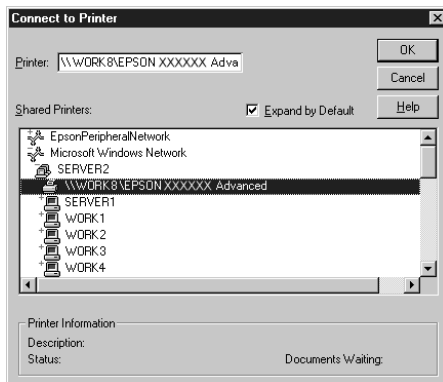 Connect to Printer
Printer: \\WORK8\EPSON XXXXXX Adva
OK
Cancel
Help
Shared Printers:
Expand by Default
EpsonPeripheralNetwork
Microsoft Windows Network
SERVER2
\\WORK8\EPSON XXXXXX Advanced
SERVER1
WORK1
WORK2
WORK3
WORK4
Printer Information
Description:
Status:
Documents Waiting: